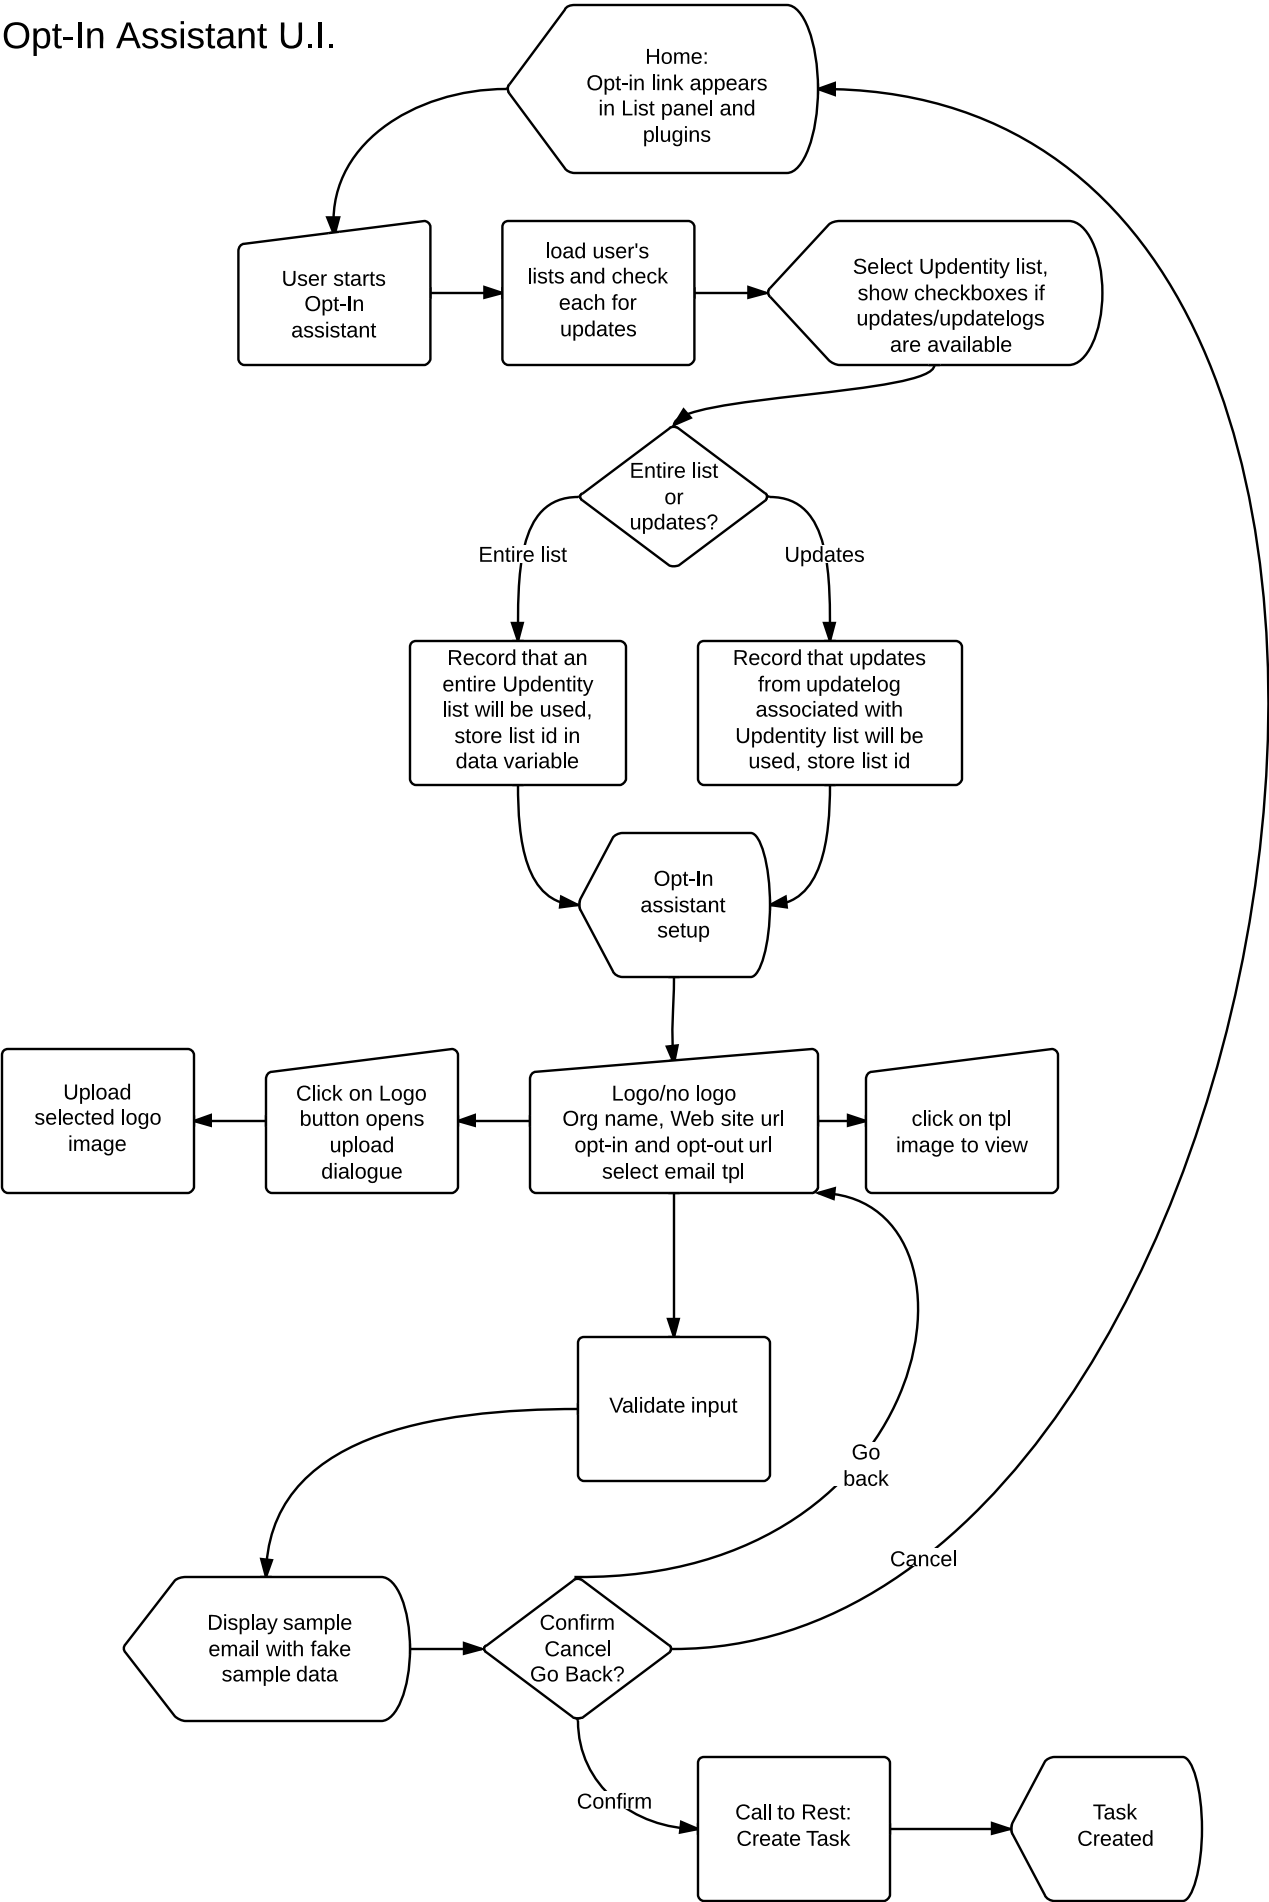 Opt-In Assistant U.I.
Home:
Opt-in link appears
in List panel and
plugins
User starts
Opt-In
assistant
load user's
lists and check
each for
updates
Select Updentity list,
show checkboxes if
updates/updatelogs
are available
Entire list
or
updates?
Entire list
Updates
Record that an
entire Updentity
list will be used,
store list id in
data variable
Record that updates
from updatelog
associated with
Updentity list will be
used, store list id
Opt-In
assistant
setup
Upload
selected logo
image
Click on Logo
button opens
upload
dialogue
Logo/no logo
Org name, Web site url
opt-in and opt-out url
select email tpl
click on tpl
image to view
Validate input
Go
back
Cancel
Display sample
email with fake
sample data
Confirm
Cancel
Go Back?
Confirm
Call to Rest:
Create Task
Task
Created